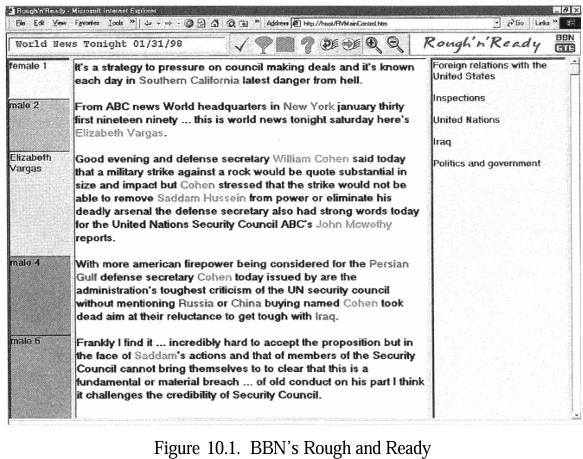 Rough'n'Ready - Microsoft Internet Explorer
File Edit View Favorites Tools Address http://host/RVMainControl.htm Go Links
World News Tonight 01/31/98 Rough'n'Ready BBN GTE
female 1
It's a strategy to pressure on council making deals and it's known
each day in Southern California latest danger from hell.
male 2
From ABC news World headquarters in New York january thirty
first nineteen ninety ... this is world news tonight saturday here's
Elizabeth Vargas.
Elizabeth
Vargas
Good evening and defense secretary William Cohen said today
that a military strike against a rock would be quote substantial in
size and impact but Cohen stressed that the strike would not be
able to remove Saddam Hussein from power or eliminate his
deadly arsenal the defense secretary also had strong words today
for the United Nations Security Council ABC's John Mcwethy
reports.
male 4
With more american firepower being considered for the Persian
Gulf defense secretary Cohen today issued by are the
administration's toughest criticism of the UN security council
without mentioning Russia or China buying named Cohen took
dead aim at their reluctance to get tough with Iraq.
male 5
Frankly I find it ... incredibly hard to accept the proposition but in
the face of Saddam's actions and that of members of the Security
Council cannot bring themselves to to clear that this is a
fundamental or material breach ... of old conduct on his part I think
it challenges the credibility of Security Council.
Foreign relations with the
United States
Inspections
United Nations
Iraq
Politics and government
Figure 10.1. BBN's Rough and Ready